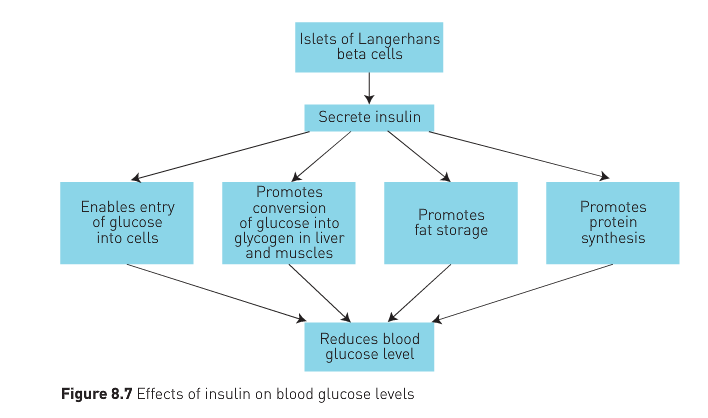 Islets of Langerhans
beta cells
Secrete insulin
Enables entry
of glucose
into cells
Promotes
conversion
of glucose into
glycogen in liver
and muscles
Promotes
fat storage
Promotes
protein
synthesis
Reduces blood
glucose level
Figure 8.7 Effects of insulin on blood glucose levels